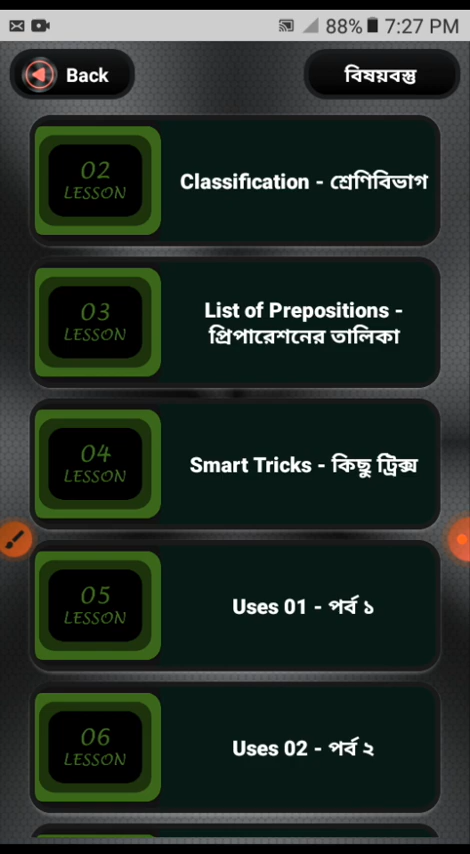 88% 7:27 PM
Back
বিষয়বস্তু
02
LESSON
Classification - শ্রেণিবিভাগ
03
LESSON
List of Prepositions -
প্রিপারেশনের তালিকা
04
LESSON
Smart Tricks - কিছু ট্রিক্স
05
LESSON
Uses 01 - পর্ব ১
06
LESSON
Uses 02 - পর্ব ২